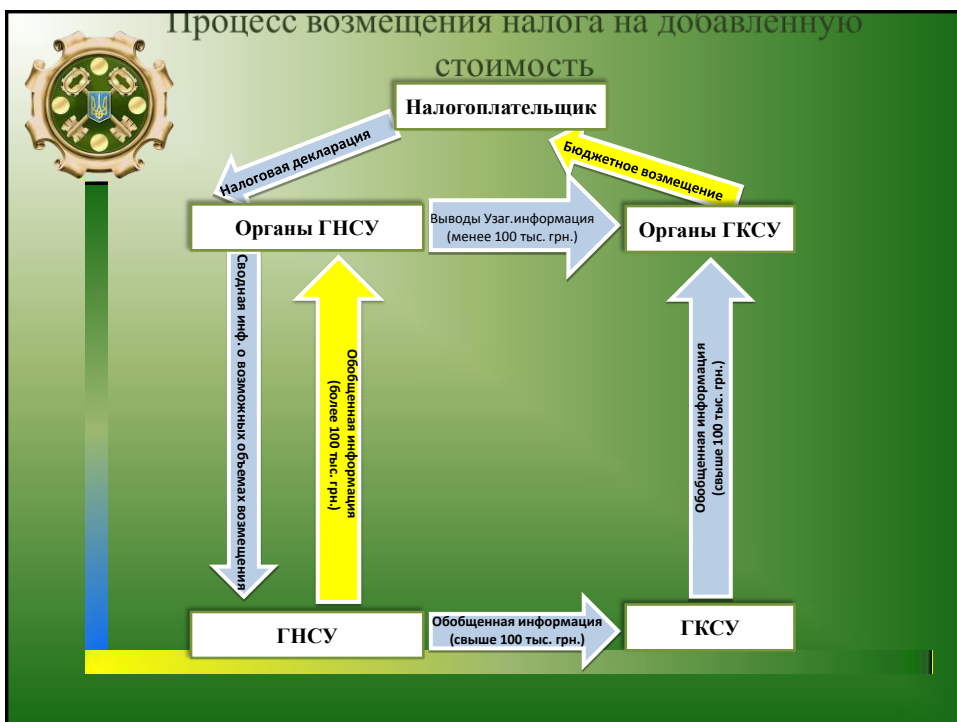 Процесс возмещения налога на добавленную
стоимость
Налогоплательщик
Налоговая декларация
Бюджетное возмещение
Органы ГНСУ
Выводы Узаг.информация
(менее 100 тыс. грн.)
Органы ГКСУ
Сводная инф. о возможных объемах возмещения
Обобщенная информация
(более 100 тыс. грн.)
Обобщенная информация
(свыше 100 тыс. грн.)
ГНСУ
Обобщенная информация
(свыше 100 тыс. грн.)
ГКСУ